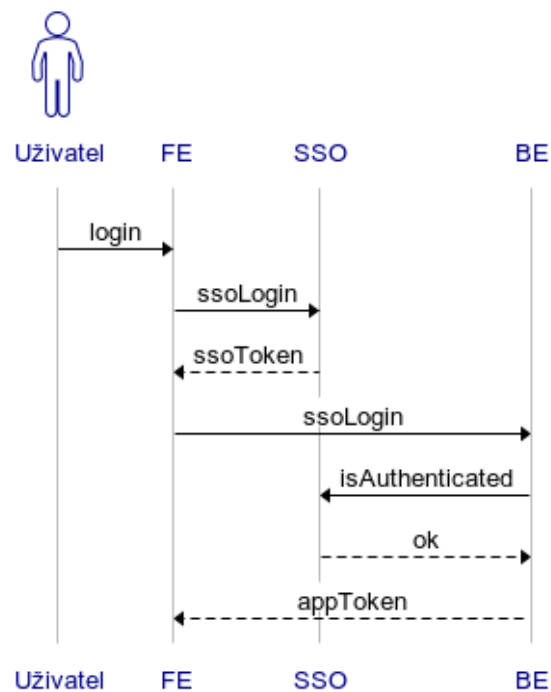 Uživatel FE SSO BE
login
ssoLogin
ssoToken
ssoLogin
isAuthenticated
ok
appToken
Uživatel FE SSO BE